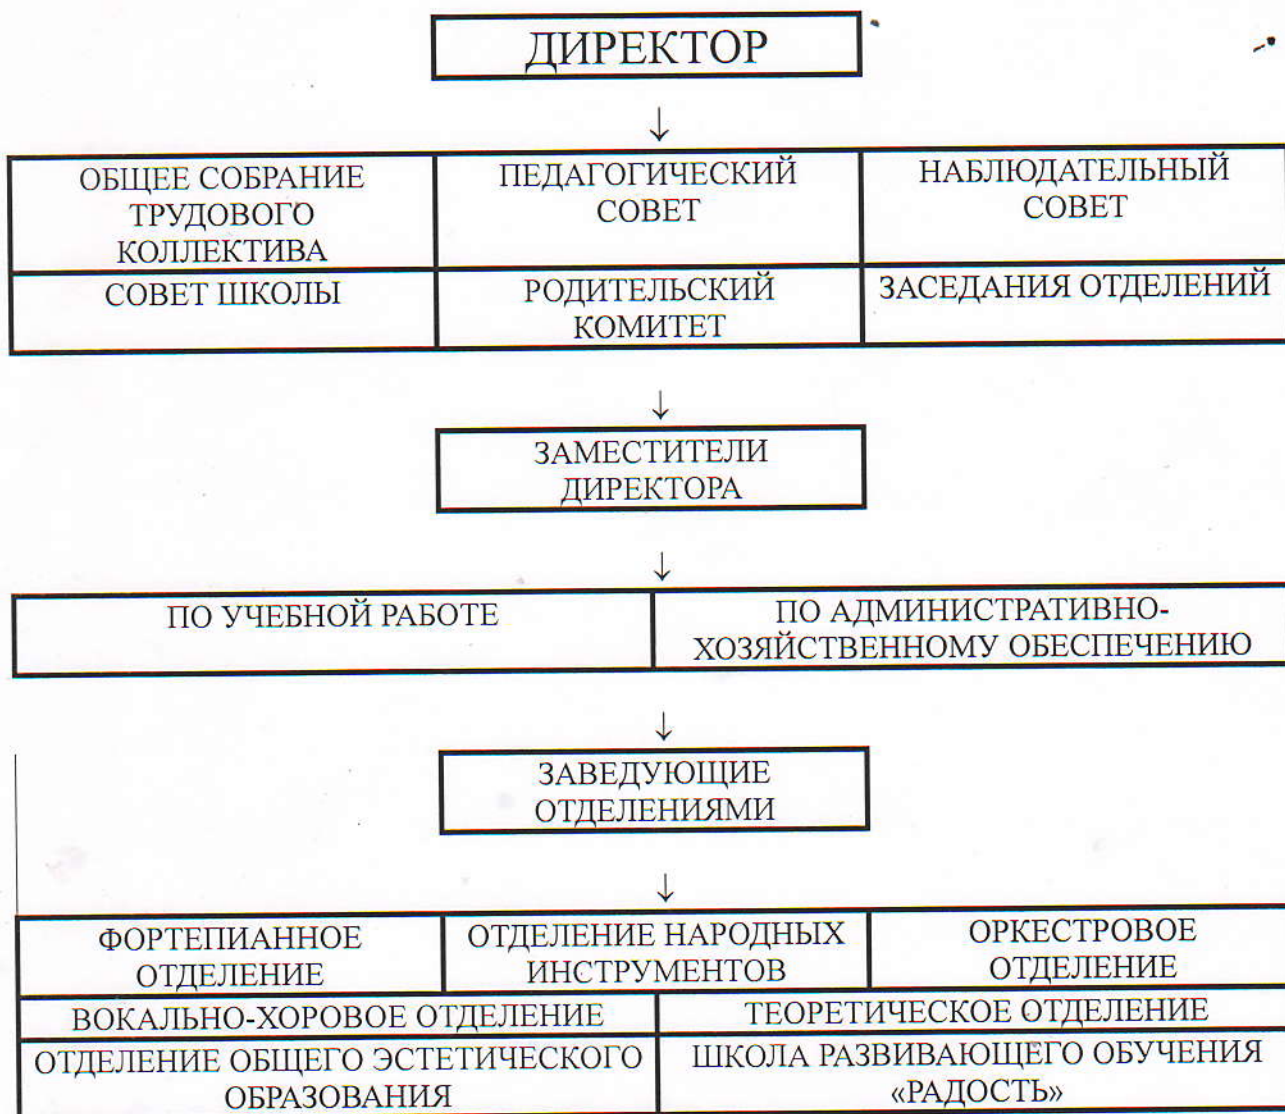 ДИРЕКТОР
↓
ОБЩЕЕ СОБРАНИЕ
ТРУДОВОГО
КОЛЛЕКТИВА
ПЕДАГОГИЧЕСКИЙ
СОВЕТ
НАБЛЮДАТЕЛЬНЫЙ
СОВЕТ
СОВЕТ ШКОЛЫ
РОДИТЕЛЬСКИЙ
КОМИТЕТ
ЗАСЕДАНИЯ ОТДЕЛЕНИЙ
↓
ЗАМЕСТИТЕЛИ
ДИРЕКТОРА
↓
ПО УЧЕБНОЙ РАБОТЕ
ПО АДМИНИСТРАТИВНО-
ХОЗЯЙСТВЕННОМУ ОБЕСПЕЧЕНИЮ
↓
ЗАВЕДУЮЩИЕ
ОТДЕЛЕНИЯМИ
↓
ФОРТЕПИАННОЕ
ОТДЕЛЕНИЕ
ОТДЕЛЕНИЕ НАРОДНЫХ
ИНСТРУМЕНТОВ
ОРКЕСТРОВОЕ
ОТДЕЛЕНИЕ
ВОКАЛЬНО-ХОРОВОЕ ОТДЕЛЕНИЕ
ТЕОРЕТИЧЕСКОЕ ОТДЕЛЕНИЕ
ОТДЕЛЕНИЕ ОБЩЕГО ЭСТЕТИЧЕСКОГО
ОБРАЗОВАНИЯ
ШКОЛА РАЗВИВАЮЩЕГО ОБУЧЕНИЯ
«РАДОСТЬ»